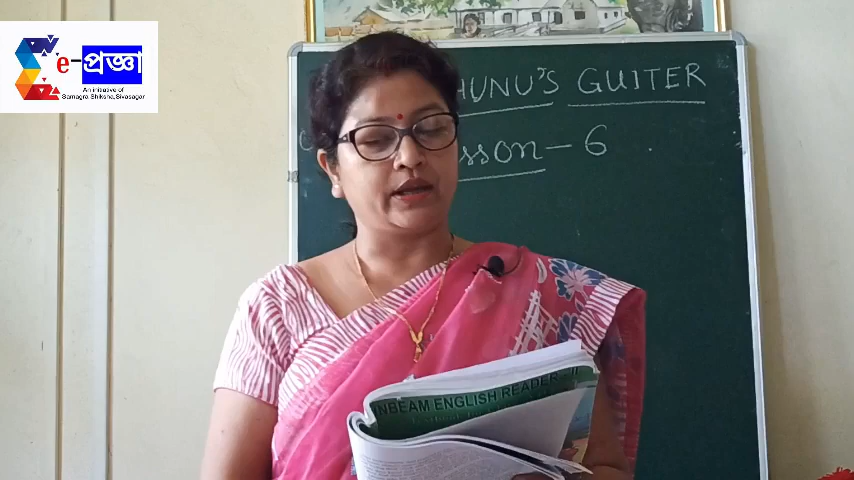 e-প্ৰজ্ঞা
An initiative of
Samagra Shiksha, Sivasagar
HUNU'S GUITER
sson - 6
NBEAM ENGLISH READER - II